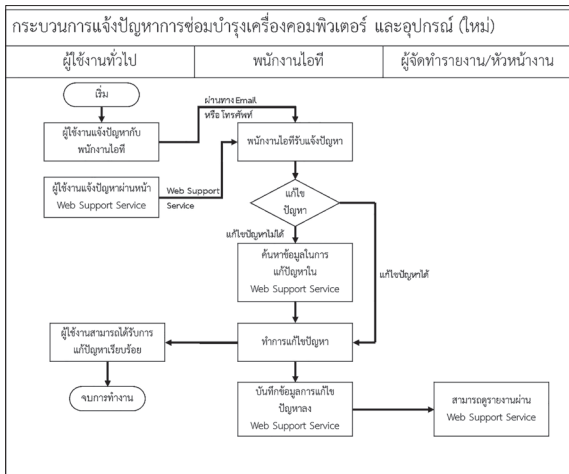 กระบวนการแจ้งปัญหาการซ่อมบำรุงเครื่องคอมพิวเตอร์ และอุปกรณ์ (ใหม่)
ผู้ใช้งานทั่วไป
พนักงานไอที
ผู้จัดทำรายงาน/หัวหน้างาน
เริ่ม
ผ่านทาง Email
หรือ โทรศัพท์
ผู้ใช้งานแจ้งปัญหากับ
พนักงานไอที
พนักงานไอทีรับแจ้งปัญหา
ผู้ใช้งานแจ้งปัญหาผ่านหน้า
Web Support Service
Web Support
Service
แก้ไข
ปัญหา
แก้ไขปัญหาไม่ได้
แก้ไขปัญหาได้
ค้นหาข้อมูลในการ
แก้ปัญหาใน
Web Support Service
ผู้ใช้งานสามารถได้รับการ
แก้ปัญหาเรียบร้อย
ทำการแก้ไขปัญหา
จบการทำงาน
บันทึกข้อมูลการแก้ไข
ปัญหาลง
Web Support Service
สามารถดูรายงานผ่าน
Web Support Service